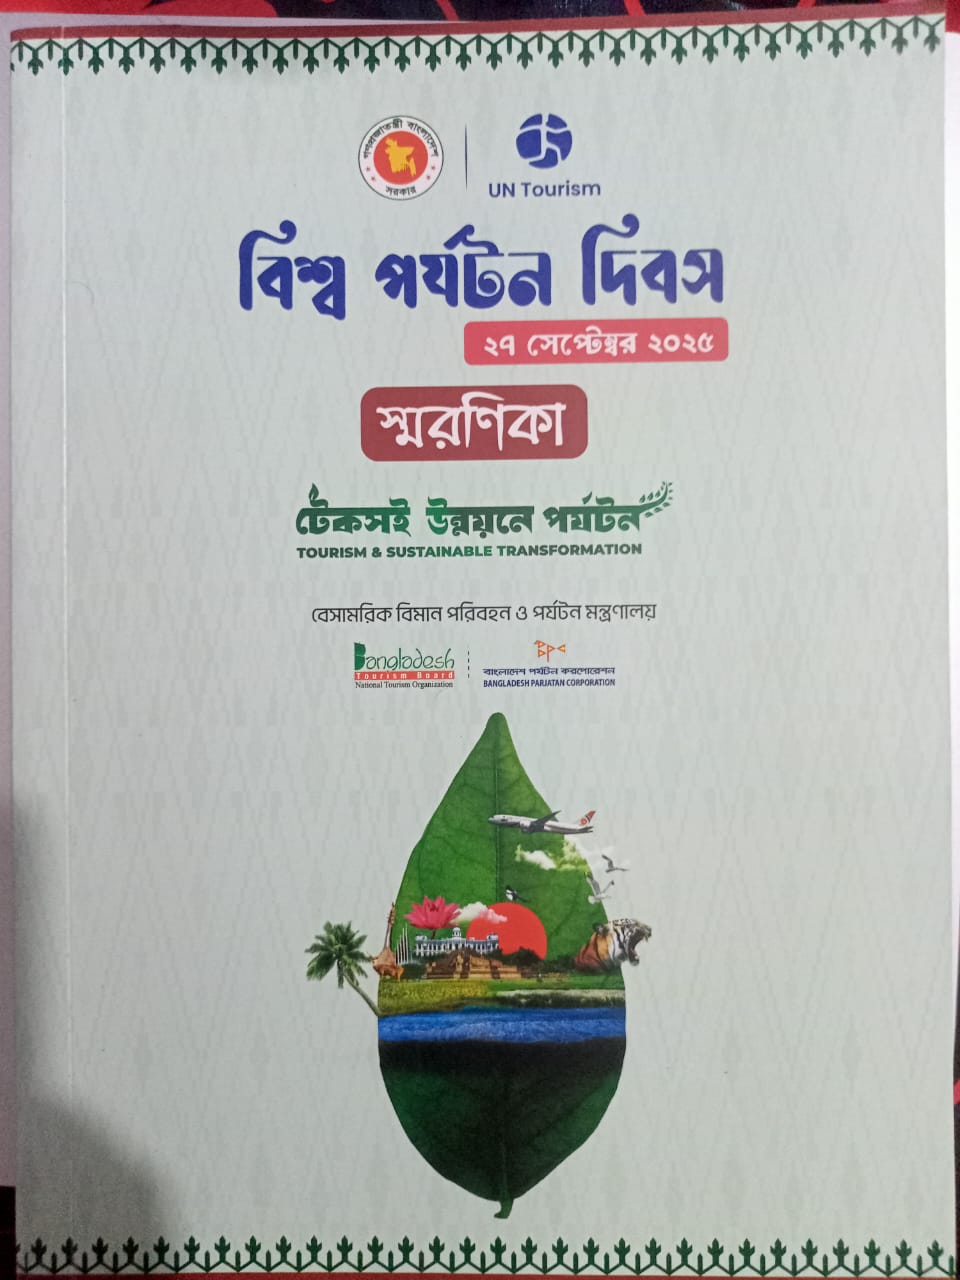 গণপ্রজাতন্ত্রী বাংলাদেশ
সরকার
UN Tourism
বিশ্ব পর্যটন দিবস
২৭ সেপ্টেম্বর ২০২৫
স্মরণিকা
টেকসই উন্নয়নে পর্যটন
TOURISM & SUSTAINABLE TRANSFORMATION
বেসামরিক বিমান পরিবহন ও পর্যটন মন্ত্রণালয়
Bangladesh
Tourism Board
National Tourism Organization
BPC
বাংলাদেশ পর্যটন করপোরেশন
BANGLADESH PARJATAN CORPORATION